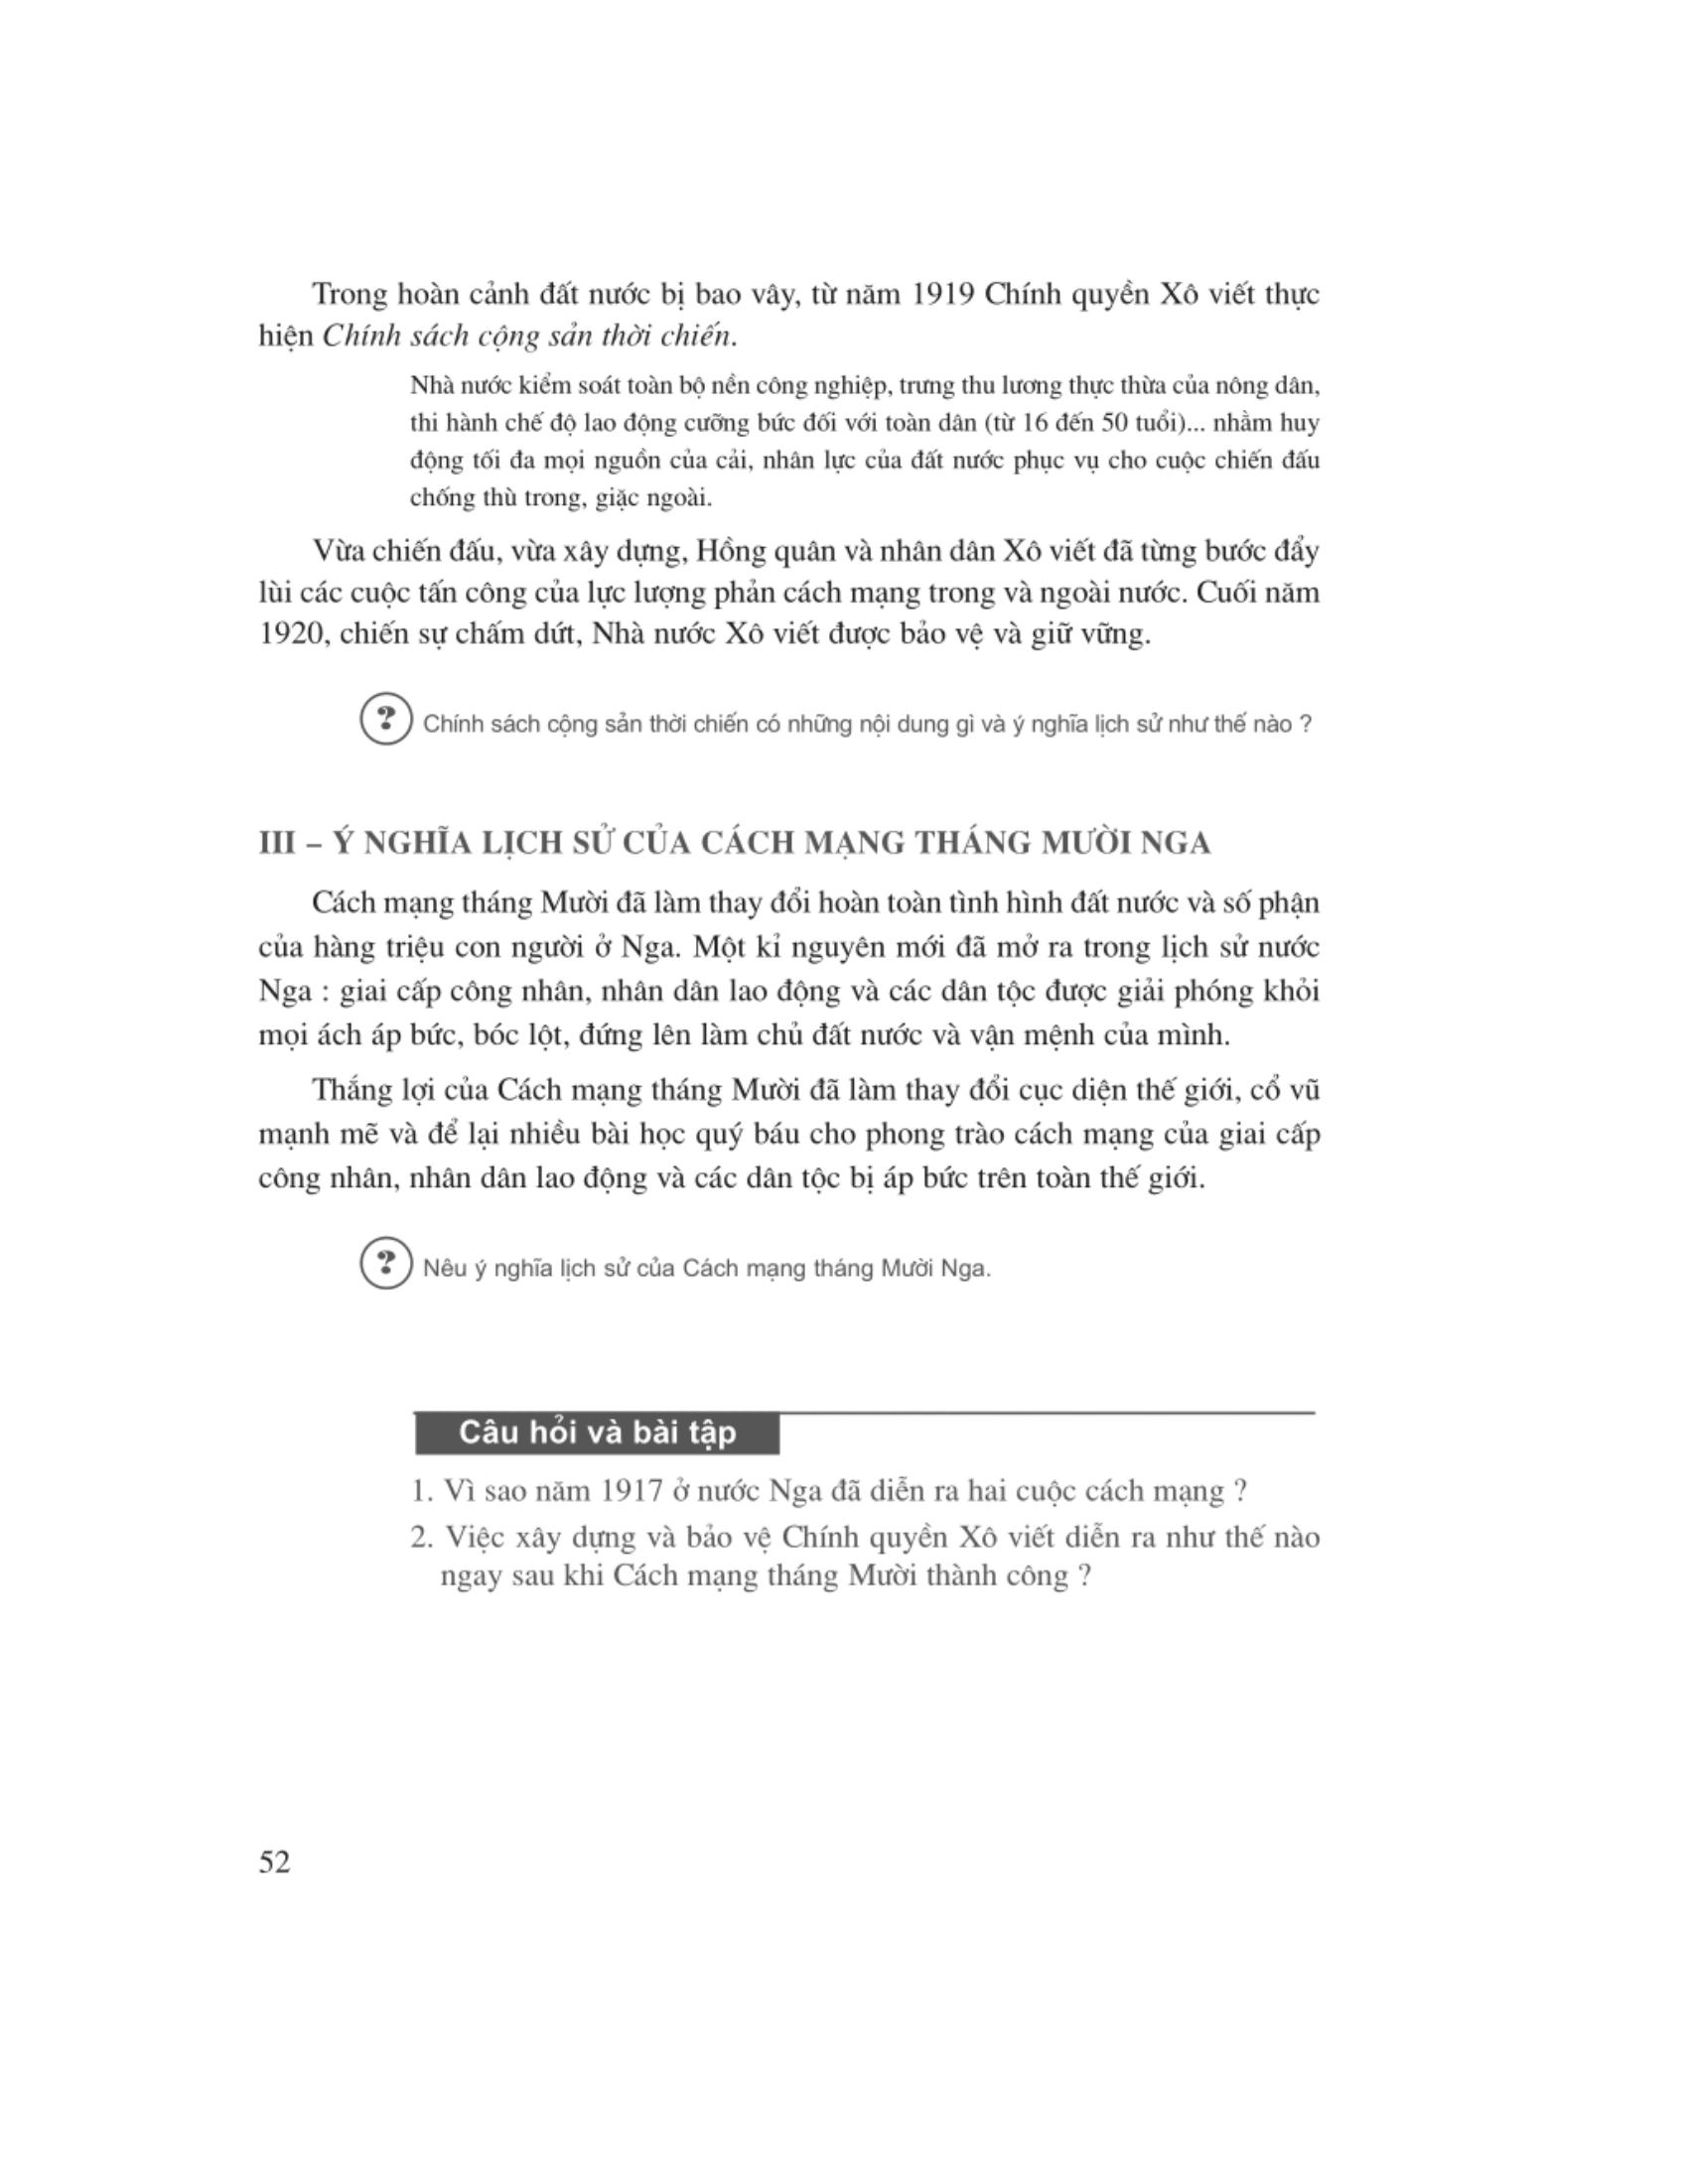 Trong hoàn cảnh đất nước bị bao vây, từ năm 1919 Chính quyền Xô viết thực
hiện Chính sách cộng sản thời chiến.
Nhà nước kiểm soát toàn bộ nền công nghiệp, trưng thu lương thực thừa của nông dân,
thi hành chế độ lao động cưỡng bức đối với toàn dân (từ 16 đến 50 tuổi)... nhằm huy
động tối đa mọi nguồn của cải, nhân lực của đất nước phục vụ cho cuộc chiến đấu
chống thù trong, giặc ngoài.
Vừa chiến đấu, vừa xây dựng, Hồng quân và nhân dân Xô viết đã từng bước đẩy
lùi các cuộc tấn công của lực lượng phản cách mạng trong và ngoài nước. Cuối năm
1920, chiến sự chấm dứt, Nhà nước Xô viết được bảo vệ và giữ vững.
? Chính sách cộng sản thời chiến có những nội dung gì và ý nghĩa lịch sử như thế nào ?
III – Ý NGHĨA LỊCH SỬ CỦA CÁCH MẠNG THÁNG MƯỜI NGA
Cách mạng tháng Mười đã làm thay đổi hoàn toàn tình hình đất nước và số phận
của hàng triệu con người ở Nga. Một kỉ nguyên mới đã mở ra trong lịch sử nước
Nga : giai cấp công nhân, nhân dân lao động và các dân tộc được giải phóng khỏi
mọi ách áp bức, bóc lột, đứng lên làm chủ đất nước và vận mệnh của mình.
Thắng lợi của Cách mạng tháng Mười đã làm thay đổi cục diện thế giới, cổ vũ
mạnh mẽ và để lại nhiều bài học quý báu cho phong trào cách mạng của giai cấp
công nhân, nhân dân lao động và các dân tộc bị áp bức trên toàn thế giới.
? Nêu ý nghĩa lịch sử của Cách mạng tháng Mười Nga.
Câu hỏi và bài tập
1. Vì sao năm 1917 ở nước Nga đã diễn ra hai cuộc cách mạng ?
2. Việc xây dựng và bảo vệ Chính quyền Xô viết diễn ra như thế nào
ngay sau khi Cách mạng tháng Mười thành công ?
52